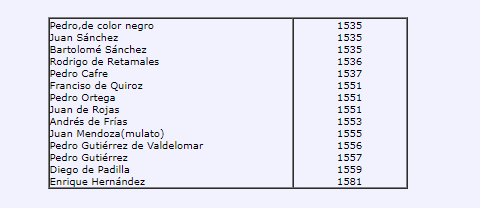 Pedro,de color negro 1535
Juan Sánchez 1535
Bartolomé Sánchez 1535
Rodrigo de Retamales 1536
Pedro Cafre 1537
Franciso de Quiroz 1551
Pedro Ortega 1551
Juan de Rojas 1551
Andrés de Frías 1553
Juan Mendoza(mulato) 1555
Pedro Gutiérrez de Valdelomar 1556
Pedro Gutiérrez 1557
Diego de Padilla 1559
Enrique Hernández 1581